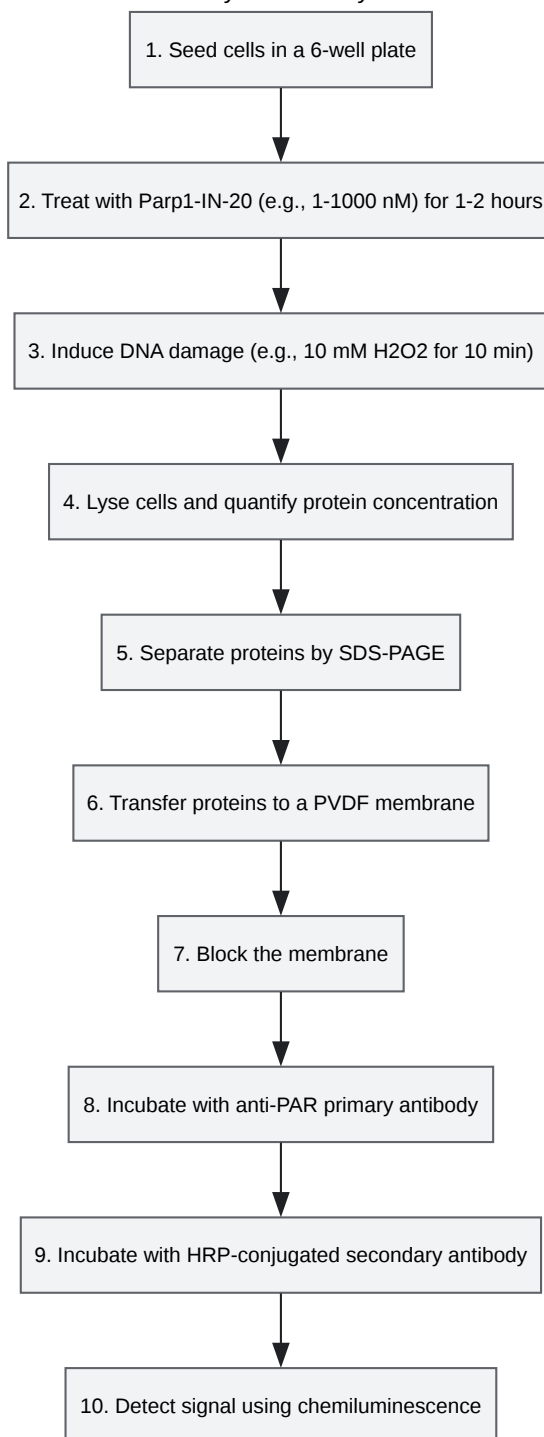 1. Seed cells in a 6-well plate
2. Treat with Parp1-IN-20 (e.g., 1-1000 nM) for 1-2 hours
3. Induce DNA damage (e.g., 10 mM H2O2 for 10 min)
4. Lyse cells and quantify protein concentration
5. Separate proteins by SDS-PAGE
6. Transfer proteins to a PVDF membrane
7. Block the membrane
8. Incubate with anti-PAR primary antibody
9. Incubate with HRP-conjugated secondary antibody
10. Detect signal using chemiluminescence